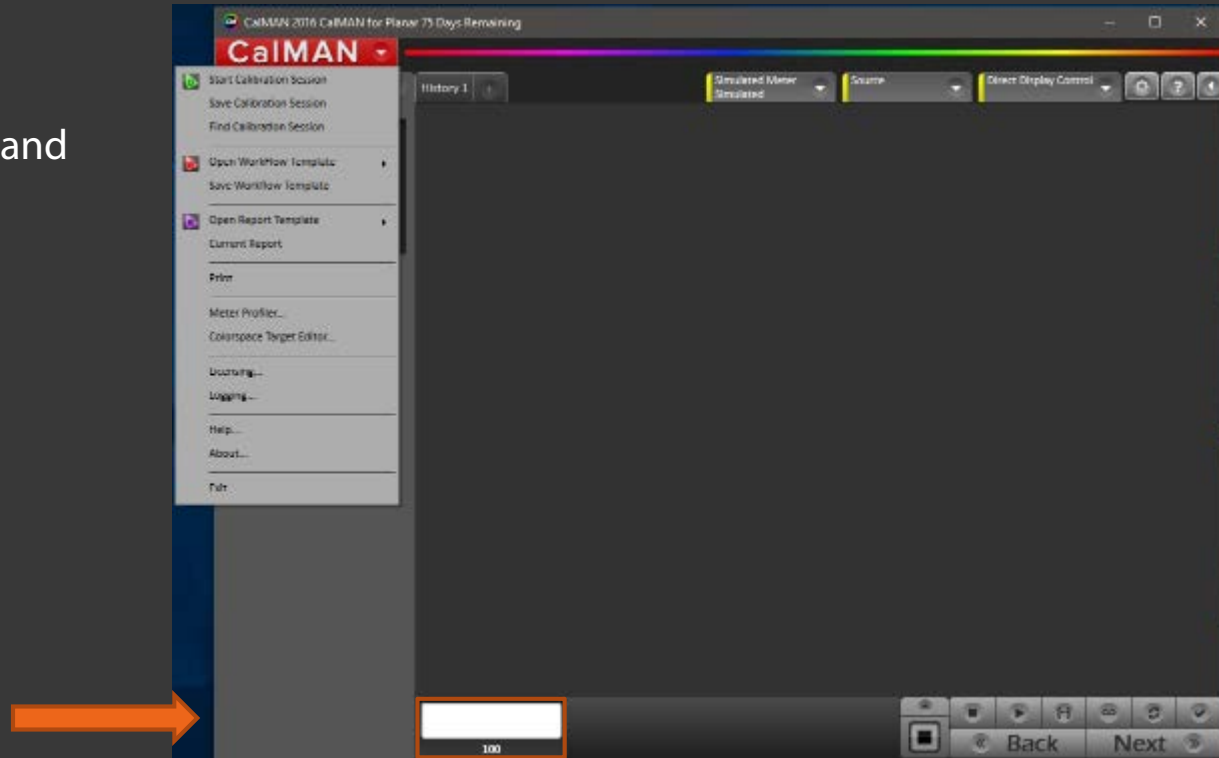 and
CalMAN 2016 CalMAN for Planar 75 Days Remaining
CalMAN
Start Calibration Session
Save Calibration Session
Find Calibration Session
Open Workflow Template
Save Workflow Template
Open Report Template
Current Report
Print
Meter Profiler...
Colorspace Target Editor...
Licensing...
Logging...
Help...
About...
Exit
History 1
Simulated Meter
Simulated
Source
Direct Display Control
?
100
Back
Next